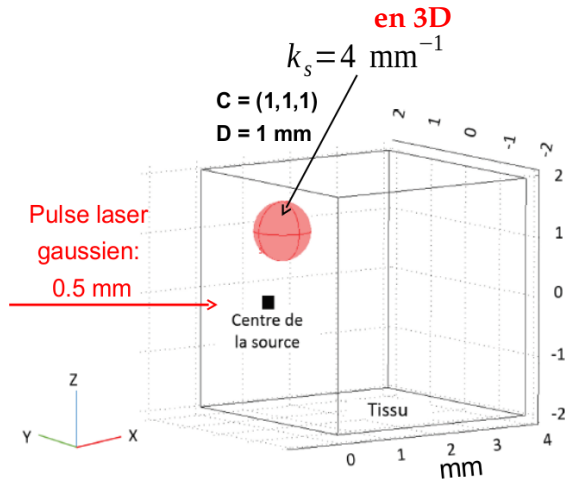 en 3D
k_s = 4 mm⁻¹
C = (1,1,1)
D = 1 mm
Pulse laser
gaussien:
0.5 mm
Centre de
la source
Tissu
2
1
0
-1
-2
2
1
0
-1
-2
0
1
2
3
4
mm
Z
Y
X